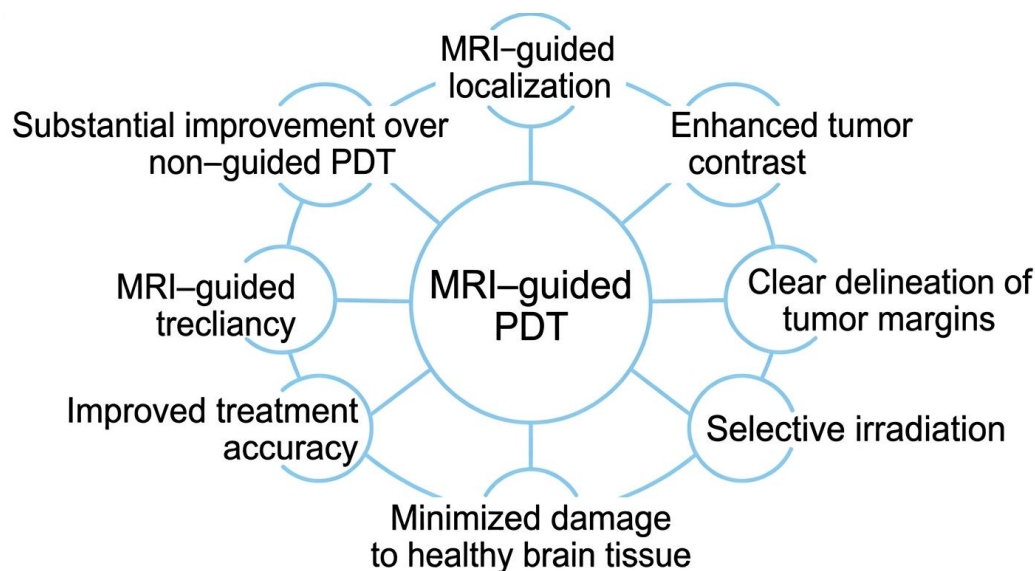 MRI–guided
localization
Enhanced tumor
contrast
Clear delineation of
tumor margins
Selective irradiation
Minimized damage
to healthy brain tissue
Improved treatment
accuracy
MRI–guided
trecliancy
Substantial improvement over
non–guided PDT
MRI–guided
PDT